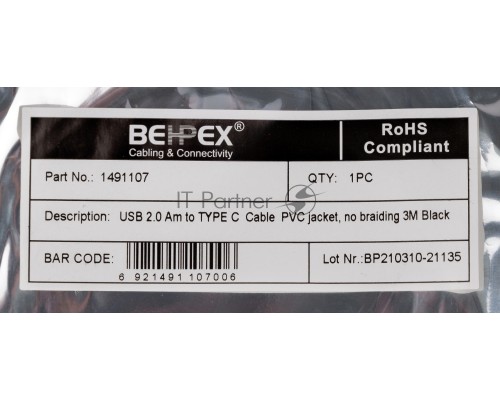 BEHPEX®
Cabling & Connectivity
RoHS
Compliant
Part No.: 1491107
QTY: 1PC
IT Partner
Description: USB 2.0 Am to TYPE C Cable PVC jacket, no braiding 3M Black
BAR CODE:
6 921491 107006
Lot Nr.:BP210310-21135